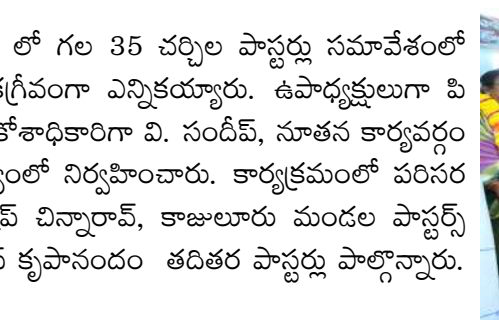 లో గల 35 చర్చిల పాస్టర్లు సమావేశంలో
ఎన్నికయ్యారు. ఉపాధ్యక్షులుగా పి
కోశాధికారిగా వి. సందీప్, నూతన కార్యవర్గం
నిర్వహించారు. కార్యక్రమంలో పరిసర
చిన్నారావ్, కాజులూరు మండల పాస్టర్స్
కృపానందం తదితర పాస్టర్లు పాల్గొన్నారు.